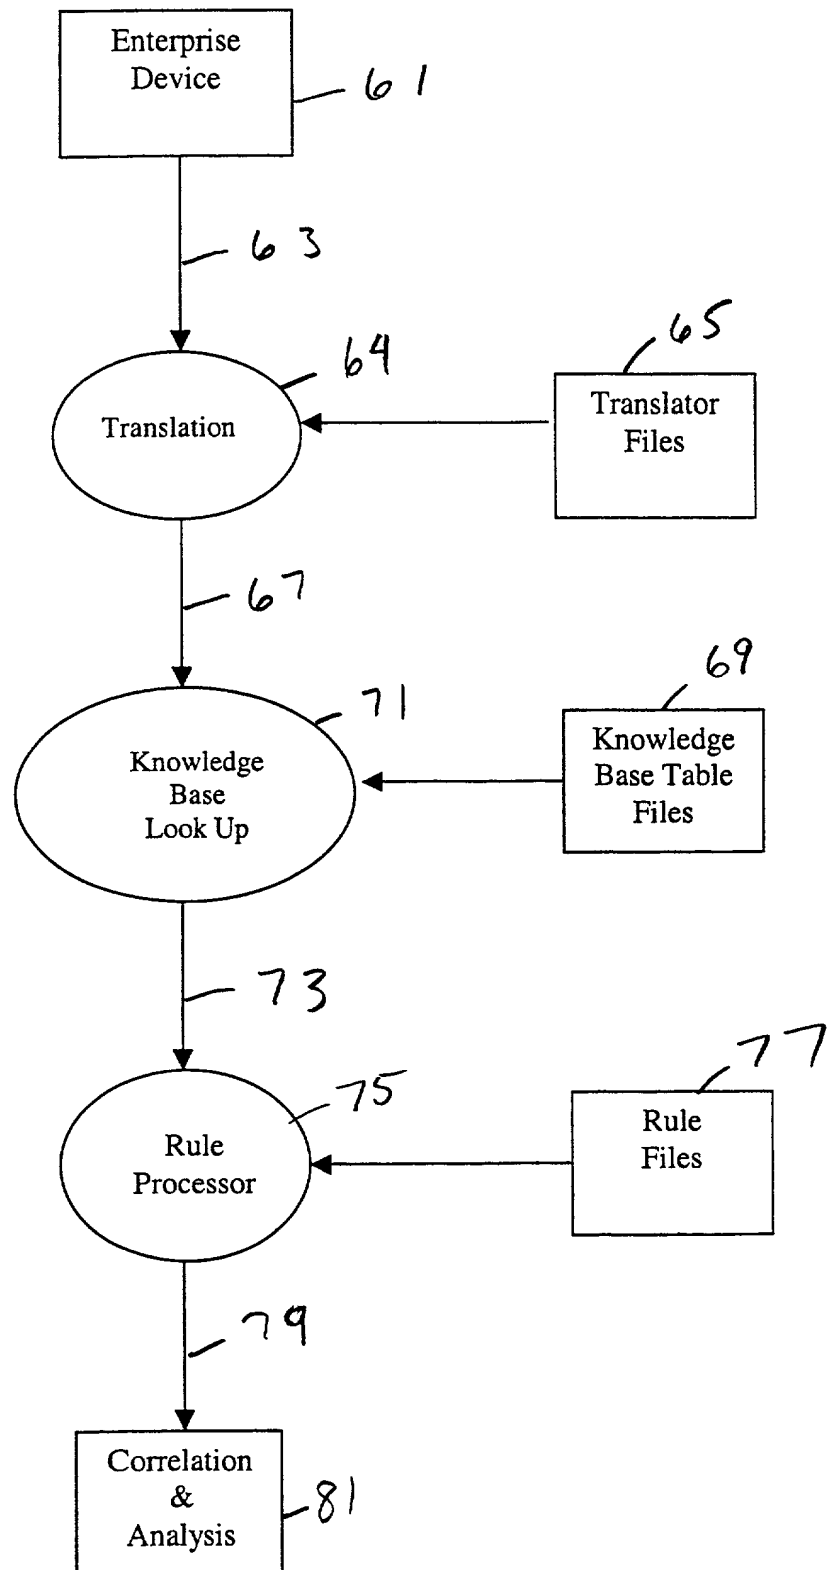 Enterprise
Device
61
63
64
65
Translation
Translator
Files
67
69
71
Knowledge
Base
Look Up
Knowledge
Base Table
Files
73
77
75
Rule
Processor
Rule
Files
79
Correlation
&
Analysis
81